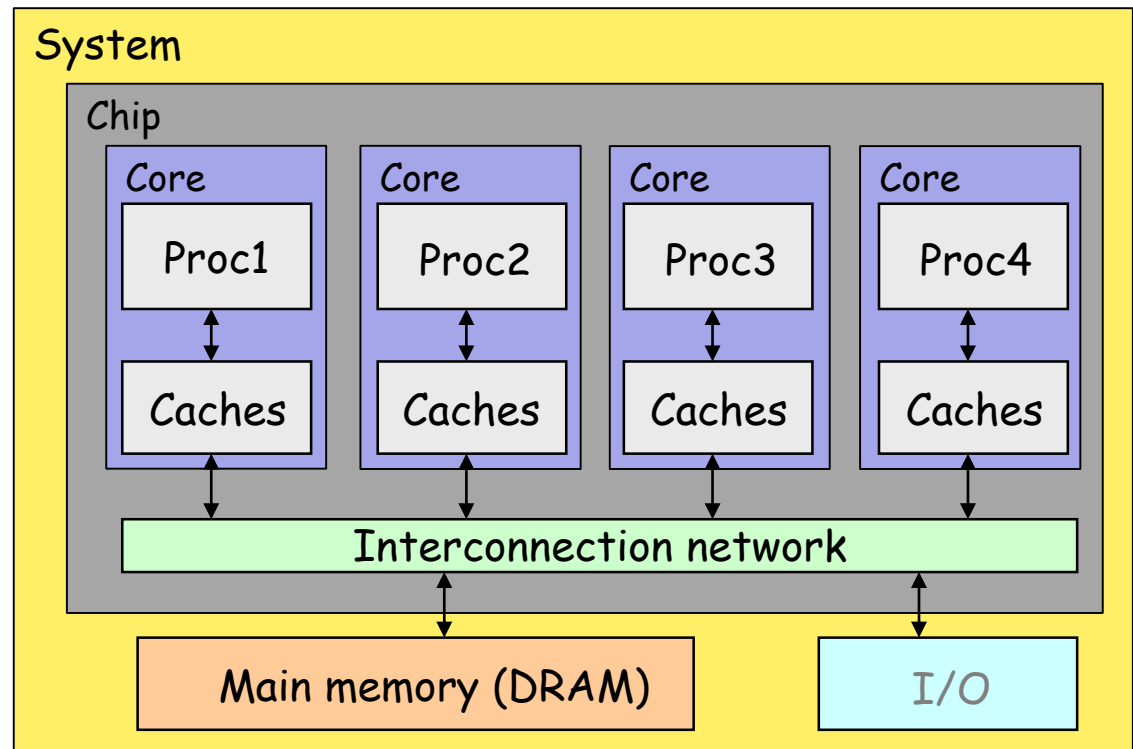 System
Chip
Core
Core
Core
Core
Proc1
Proc2
Proc3
Proc4
Caches
Caches
Caches
Caches
Interconnection network
Main memory (DRAM)
I/O